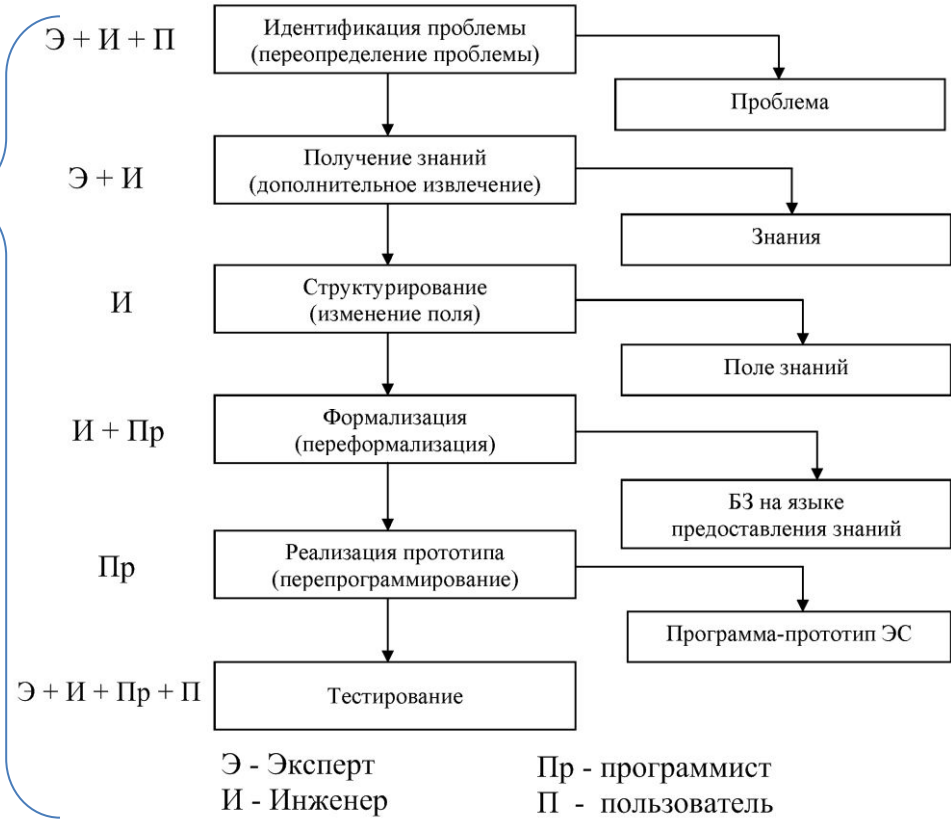 Э + И + П
Идентификация проблемы
(переопределение проблемы)
Проблема
Э + И
Получение знаний
(дополнительное извлечение)
Знания
И
Структурирование
(изменение поля)
Поле знаний
И + Пр
Формализация
(переформализация)
БЗ на языке
предоставления знаний
Пр
Реализация прототипа
(перепрограммирование)
Программа-прототип ЭС
Э + И + Пр + П
Тестирование
Э - Эксперт
Пр - программист
И - Инженер
П - пользователь